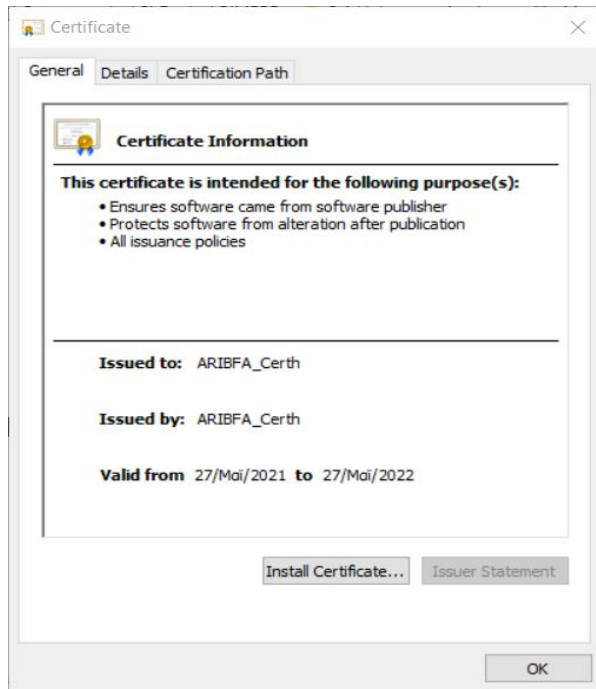 Certificate
General Details Certification Path
Certificate Information
This certificate is intended for the following purpose(s):
• Ensures software came from software publisher
• Protects software from alteration after publication
• All issuance policies
Issued to: ARIBFA_Certh
Issued by: ARIBFA_Certh
Valid from 27/Μαΐ/2021 to 27/Μαΐ/2022
Install Certificate... Issuer Statement
OK